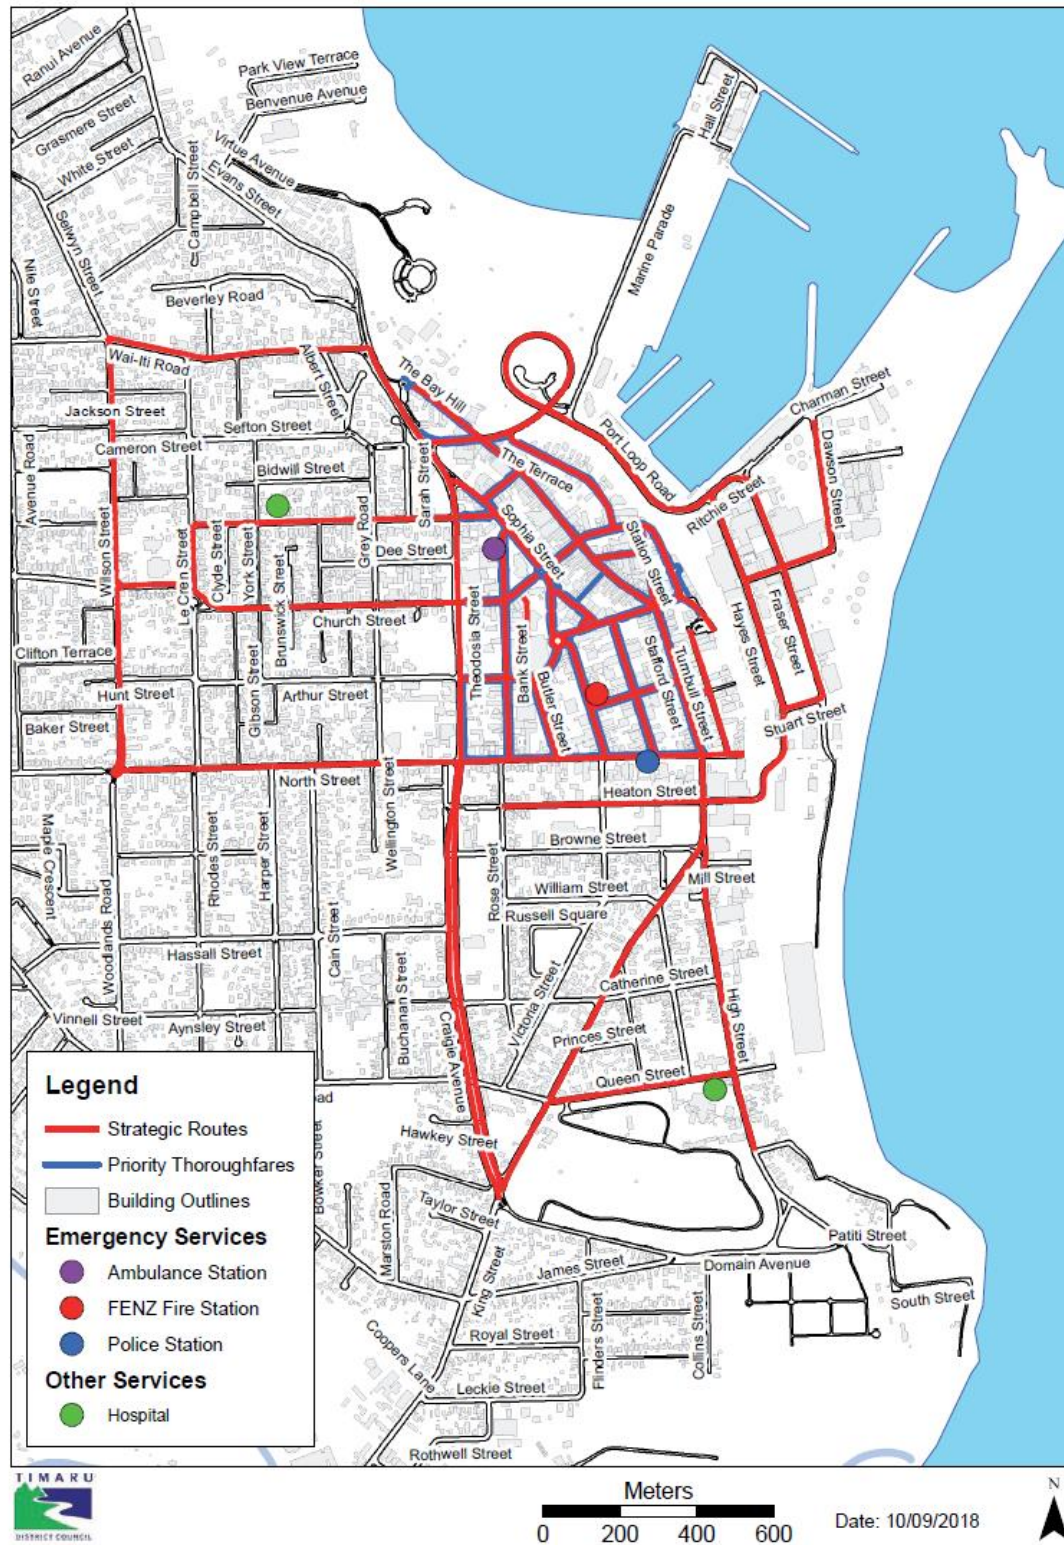 Ranui Avenue
Park View Terrace
Benvenue Avenue
Grasmere Street
White Street
Virtue Avenue
Evans Street
Campbell Street
Selwyn Street
Nile Street
Hall Street
Marine Parade
Beverley Road
Wai-Iti Road
Albert Street
The Bay Hill
Jackson Street
Sefton Street
Cameron Street
Bidwill Street
Avenue Road
Sarah Street
The Terrace
Port Loop Road
Charman Street
Dawson Street
Ritchie Street
Wilson Street
Le Cren Street
Clyde Street
York Street
Brunswick Street
Grey Road
Dee Street
Sophia Street
Station Street
Church Street
Theodosia Street
Bank Street
Butler Street
Stafford Street
Turnbull Street
Hayes Street
Fraser Street
Clifton Terrace
Hunt Street
Gibson Street
Arthur Street
Baker Street
Stuart Street
North Street
Wellington Street
Heaton Street
Maple Crescent
Rhodes Street
Harper Street
Browne Street
Rose Street
William Street
Mill Street
Russell Square
Woodlands Road
Hassall Street
Cain Street
Buchanan Street
Victoria Street
Catherine Street
High Street
Vinnell Street
Aynsley Street
Craigie Avenue
Princes Street
Queen Street
oad
Hawkey Street
Bowker Street
Marston Road
Taylor Street
King Street
James Street
Patiti Street
Domain Avenue
South Street
Coopers Lane
Royal Street
Flinders Street
Collins Street
Leckie Street
Rothwell Street
Legend
Strategic Routes
Priority Thoroughfares
Building Outlines
Emergency Services
Ambulance Station
FENZ Fire Station
Police Station
Other Services
Hospital
TIMARU
DISTRICT COUNCIL
Meters
0 200 400 600
Date: 10/09/2018
N